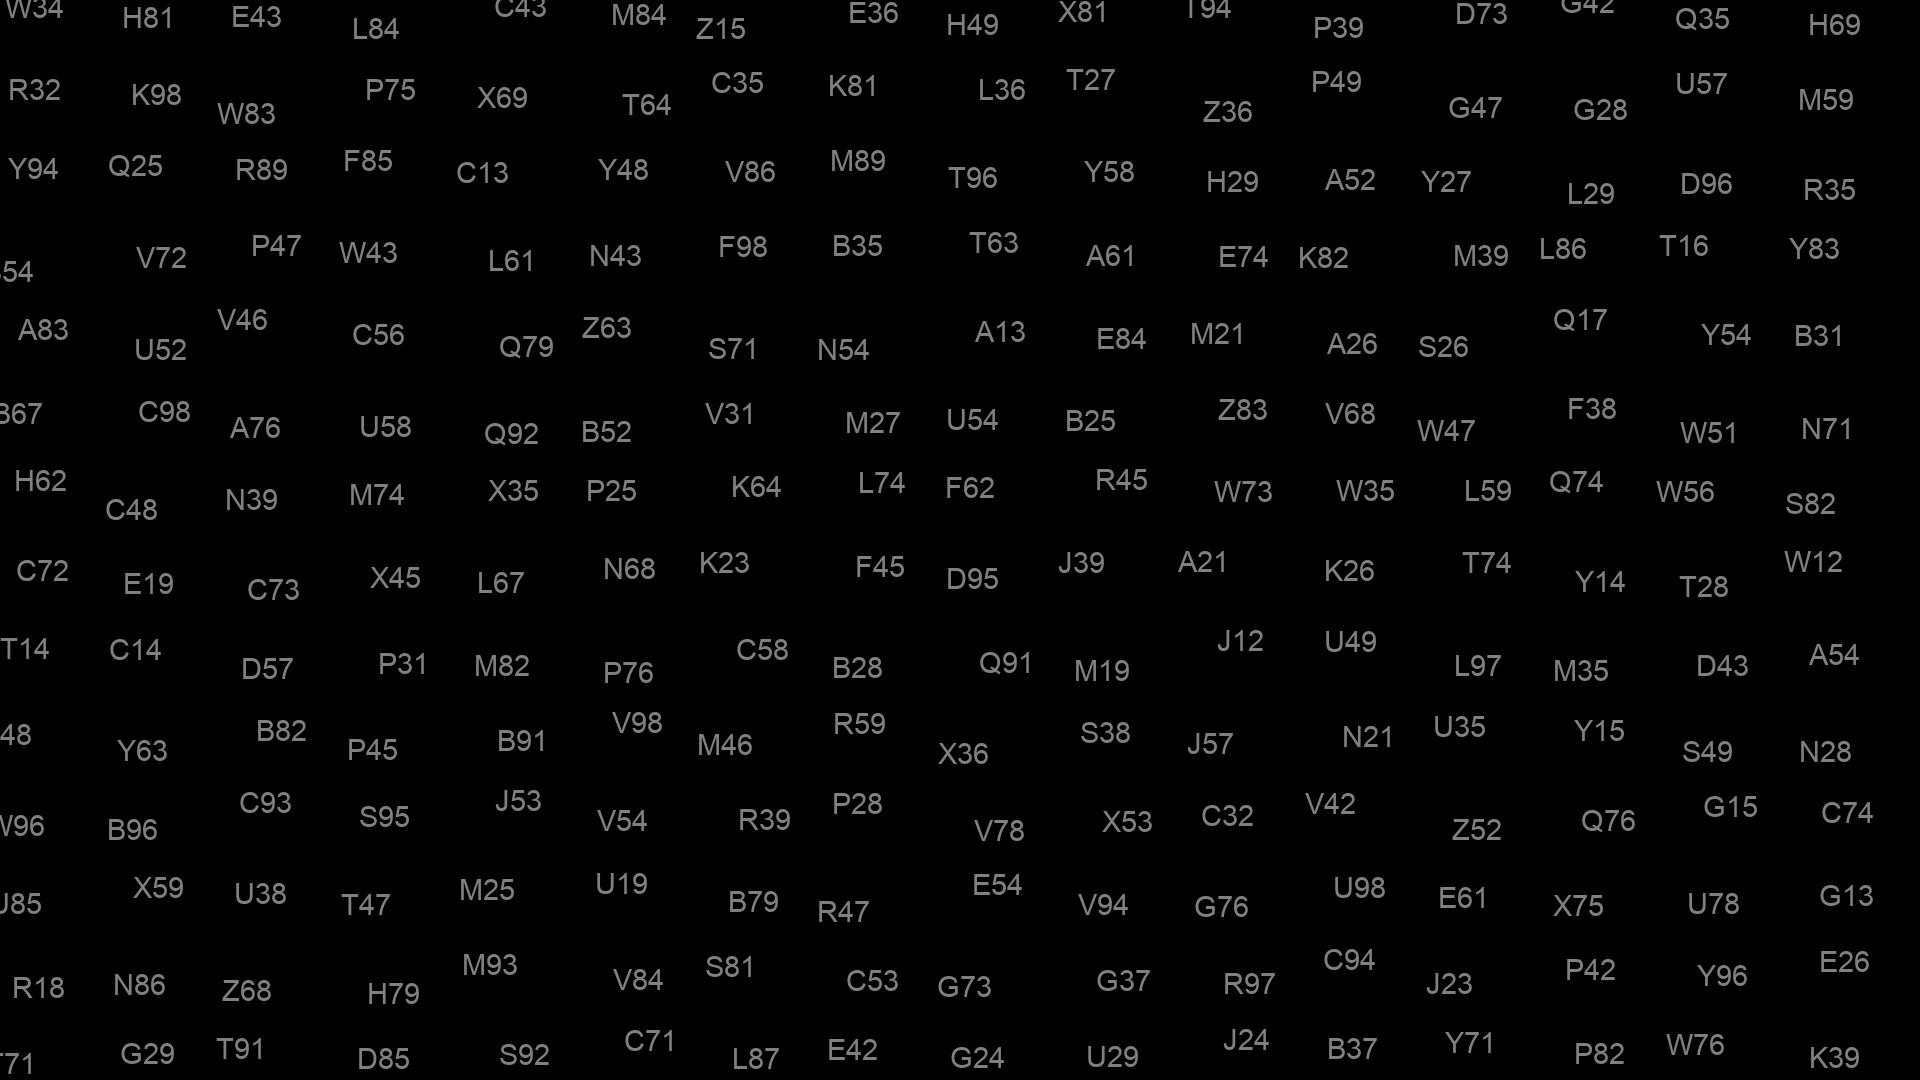 W34 H81 E43 L84 C43 M84 Z15 E36 H49 X81 T94 P39 D73 G42 Q35 H69
R32 K98 W83 P75 X69 T64 C35 K81 L36 T27 Z36 P49 G47 G28 U57 M59
Y94 Q25 R89 F85 C13 Y48 V86 M89 T96 Y58 H29 A52 Y27 L29 D96 R35
54 V72 P47 W43 L61 N43 F98 B35 T63 A61 E74 K82 M39 L86 T16 Y83
A83 U52 V46 C56 Q79 Z63 S71 N54 A13 E84 M21 A26 S26 Q17 Y54 B31
B67 C98 A76 U58 Q92 B52 V31 M27 U54 B25 Z83 V68 W47 F38 W51 N71
H62 C48 N39 M74 X35 P25 K64 L74 F62 R45 W73 W35 L59 Q74 W56 S82
C72 E19 C73 X45 L67 N68 K23 F45 D95 J39 A21 K26 T74 Y14 T28 W12
T14 C14 D57 P31 M82 P76 C58 B28 Q91 M19 J12 U49 L97 M35 D43 A54
48 Y63 B82 P45 B91 V98 M46 R59 X36 S38 J57 N21 U35 Y15 S49 N28
W96 B96 C93 S95 J53 V54 R39 P28 V78 X53 C32 V42 Z52 Q76 G15 C74
U85 X59 U38 T47 M25 U19 B79 R47 E54 V94 G76 U98 E61 X75 U78 G13
R18 N86 Z68 H79 M93 V84 S81 C53 G73 G37 R97 C94 J23 P42 Y96 E26
71 G29 T91 D85 S92 C71 L87 E42 G24 U29 J24 B37 Y71 P82 W76 K39